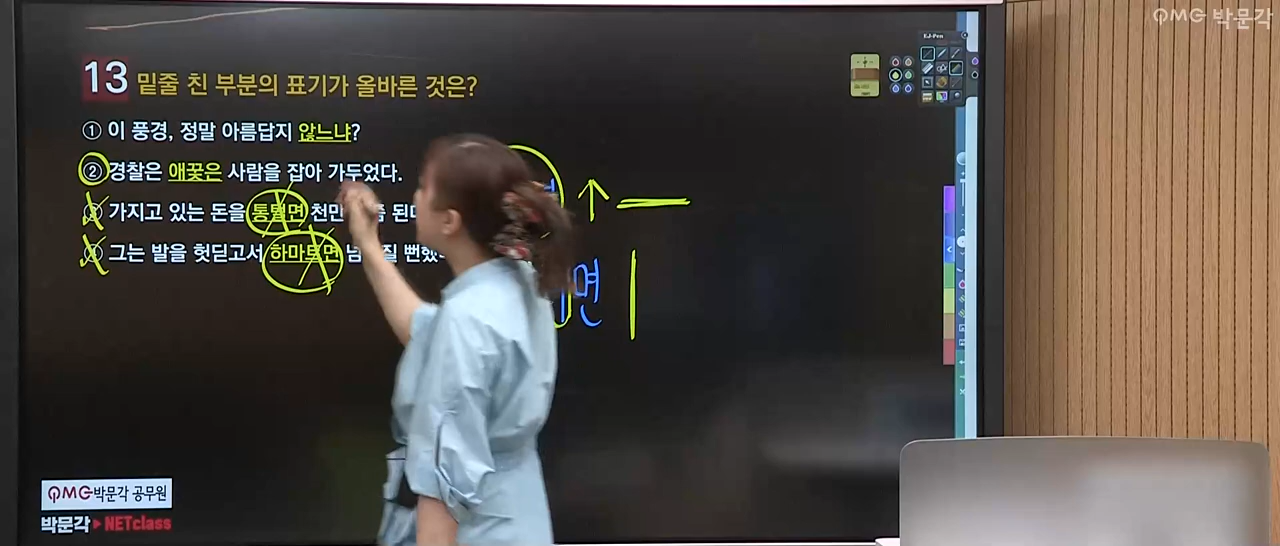 QMG 박문각
13 밑줄 친 부분의 표기가 올바른 것은?
① 이 풍경, 정말 아름답지 않느냐?
② 경찰은 애꿎은 사람을 잡아 가두었다.
③ 가지고 있는 돈을 통털면 천만
④ 그는 발을 헛딛고서 하마트면
면
QMG 박문각 공무원
박문각 ▶ NETclass